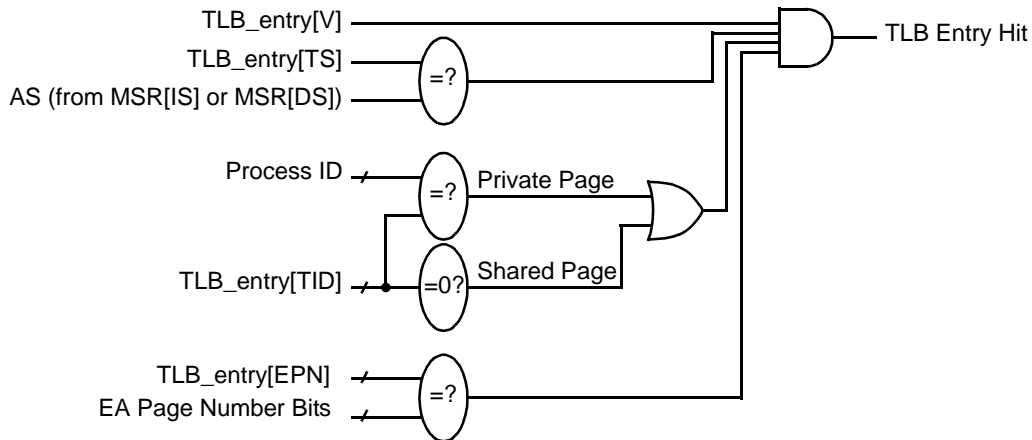 TLB_entry[V]
TLB Entry Hit
TLB_entry[TS]
=?
AS (from MSR[IS] or MSR[DS])
Process ID
=?
Private Page
TLB_entry[TID]
=0?
Shared Page
TLB_entry[EPN]
=?
EA Page Number Bits